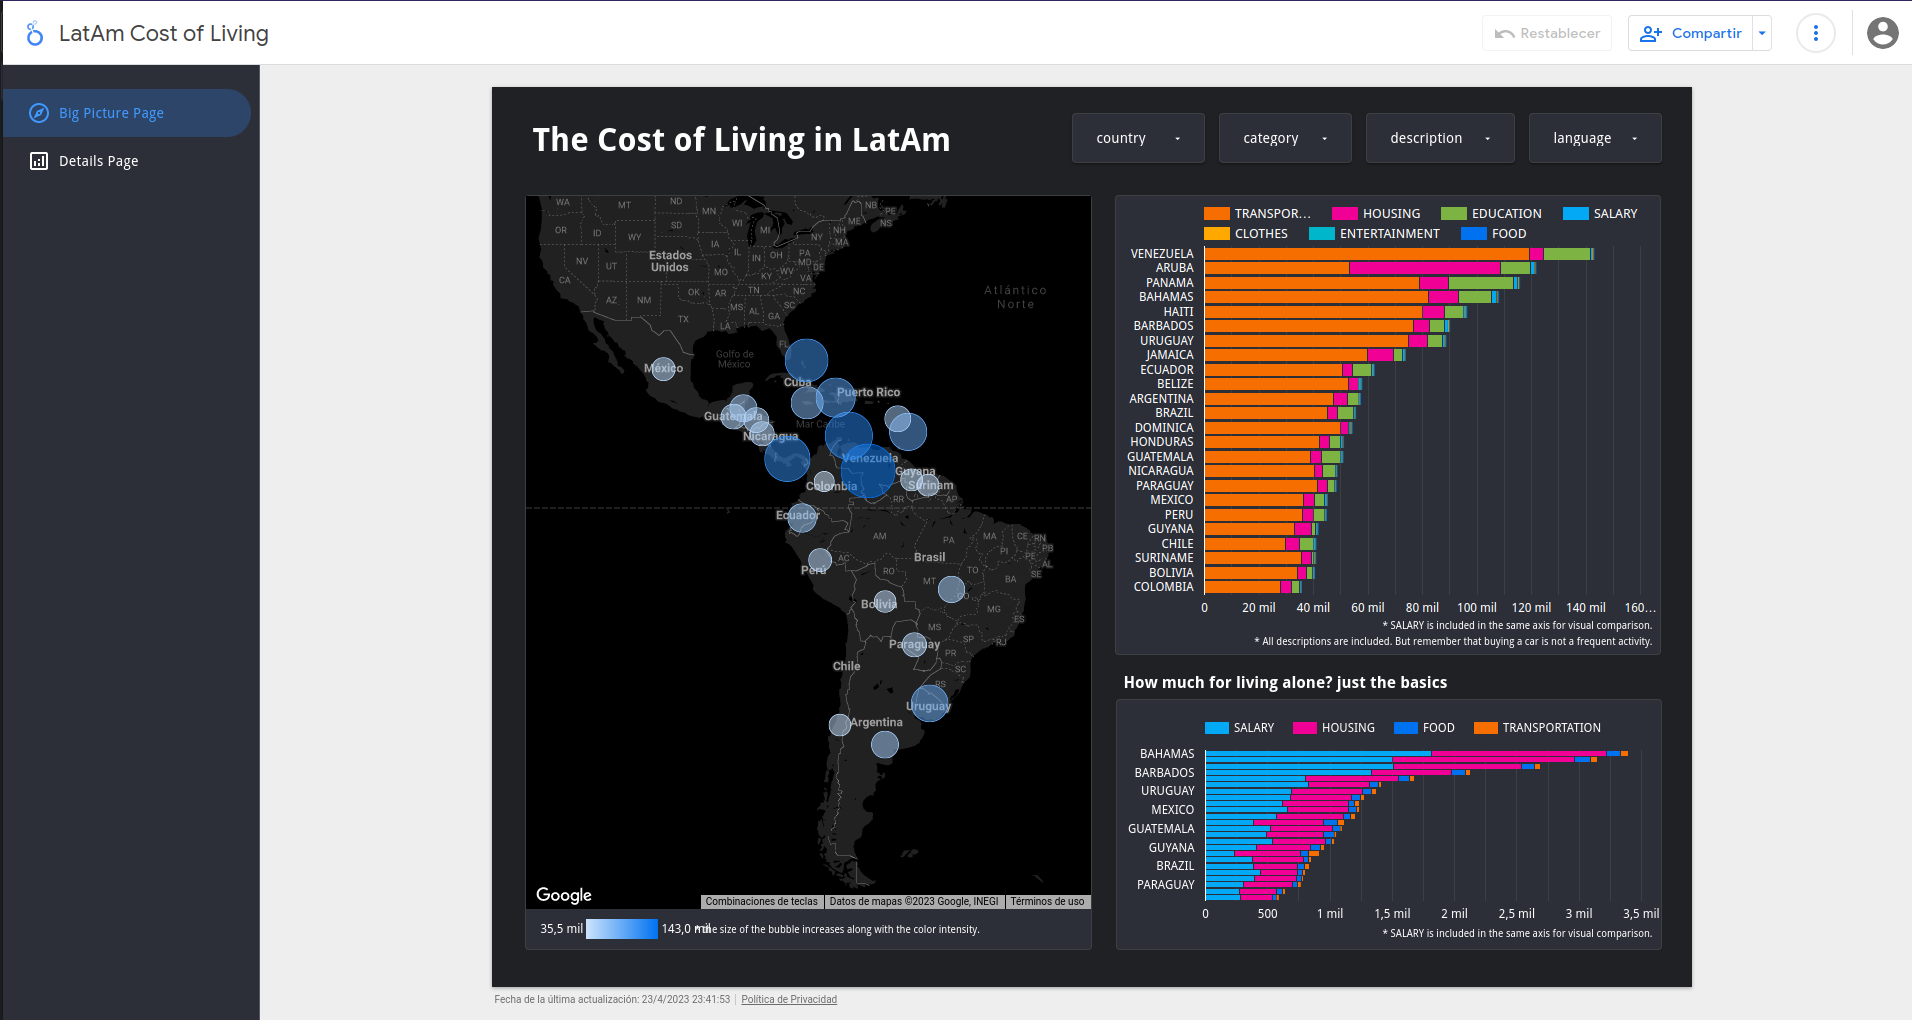 LatAm Cost of Living
Restablecer
Compartir
Big Picture Page
Details Page
The Cost of Living in LatAm
country
category
description
language
WA
MT
ND
MN
NB
PE
NS
ME
OR
ID
SD
WI
MI
NH
WY
NY
MA
IA
Estados
Unidos
NV
UT
IL
IN
OH
PA
MD
DE
CA
MO
KY
WV
VA
AZ
NM
OK
AR
TN
NC
MS
SC
AL
GA
TX
LA
FL
Atlántico
Norte
Golfo de
México
México
Cuba
Puerto Rico
Guatemala
Mar Caribe
Nicaragua
Venezuela
Guyana
Colombia
Surinam
RR
AP
Ecuador
AM
PA
MA
CE
RN
PB
PI
PE
AL
SE
Brasil
AC
Perú
RO
TO
BA
MT
GO
Bolivia
MG
ES
MS
SP
RJ
Paraguay
PR
SC
Chile
RS
Uruguay
Argentina
Google
Combinaciones de teclas
Datos de mapas ©2023 Google, INEGI
Términos de uso
35,5 mil
143,0 mil
size of the bubble increases along with the color intensity.
TRANSPOR...
HOUSING
EDUCATION
SALARY
CLOTHES
ENTERTAINMENT
FOOD
VENEZUELA
ARUBA
PANAMA
BAHAMAS
HAITI
BARBADOS
URUGUAY
JAMAICA
ECUADOR
BELIZE
ARGENTINA
BRAZIL
DOMINICA
HONDURAS
GUATEMALA
NICARAGUA
PARAGUAY
MEXICO
PERU
GUYANA
CHILE
SURINAME
BOLIVIA
COLOMBIA
0 20 mil 40 mil 60 mil 80 mil 100 mil 120 mil 140 mil 160...
* SALARY is included in the same axis for visual comparison.
* All descriptions are included. But remember that buying a car is not a frequent activity.
How much for living alone? just the basics
SALARY
HOUSING
FOOD
TRANSPORTATION
BAHAMAS
BARBADOS
URUGUAY
MEXICO
GUATEMALA
GUYANA
BRAZIL
PARAGUAY
0 500 1 mil 1,5 mil 2 mil 2,5 mil 3 mil 3,5 mil
* SALARY is included in the same axis for visual comparison.
Fecha de la última actualización: 23/4/2023 23:41:53
Política de Privacidad